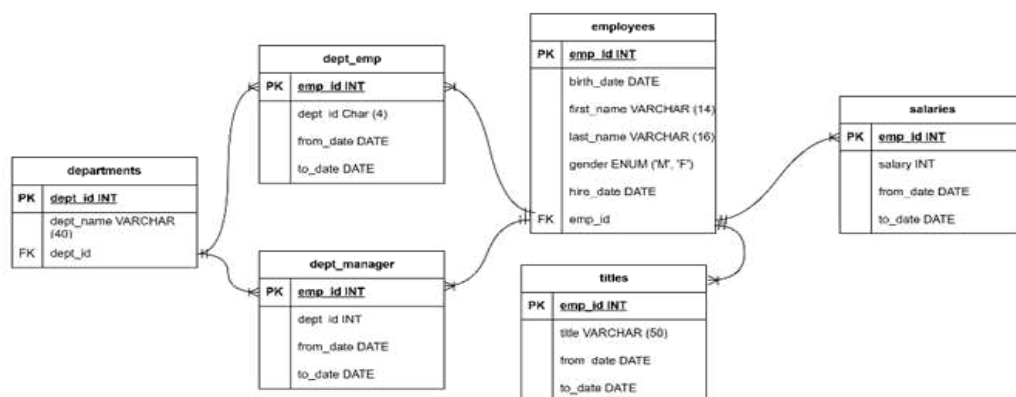 employees
PK emp_id INT
birth_date DATE
first_name VARCHAR (14)
last_name VARCHAR (16)
gender ENUM ('M', 'F')
hire_date DATE
FK emp_id
dept_emp
PK emp_id INT
dept_id Char (4)
from_date DATE
to_date DATE
salaries
PK emp_id INT
salary INT
from_date DATE
to_date DATE
departments
PK dept_id INT
dept_name VARCHAR
(40)
FK dept_id
dept_manager
PK emp_id INT
dept_id INT
from_date DATE
to_date DATE
titles
PK emp_id INT
title VARCHAR (50)
from_date DATE
to_date DATE